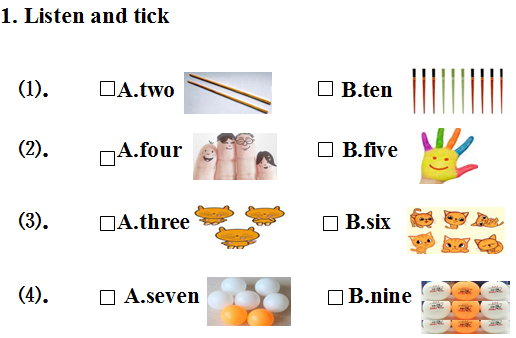 1. Listen and tick
(1). □A.two □ B.ten
(2). □A.four □ B.five
(3). □A.three □ B.six
(4). □ A.seven □B.nine